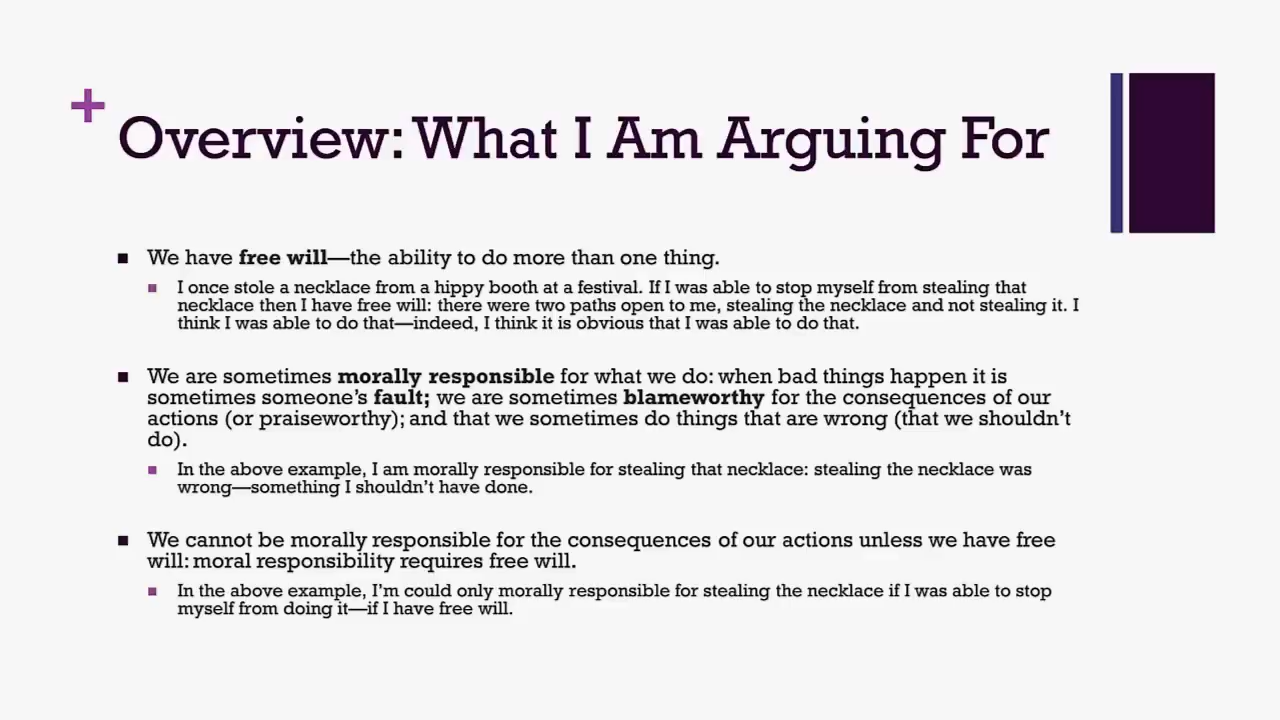 +
Overview: What I Am Arguing For
▪ We have free will—the ability to do more than one thing.
▪ I once stole a necklace from a hippy booth at a festival. If I was able to stop myself from stealing that
necklace then I have free will: there were two paths open to me, stealing the necklace and not stealing it. I
think I was able to do that—indeed, I think it is obvious that I was able to do that.
▪ We are sometimes morally responsible for what we do: when bad things happen it is
sometimes someone’s fault; we are sometimes blameworthy for the consequences of our
actions (or praiseworthy); and that we sometimes do things that are wrong (that we shouldn’t
do).
▪ In the above example, I am morally responsible for stealing that necklace: stealing the necklace was
wrong—something I shouldn’t have done.
▪ We cannot be morally responsible for the consequences of our actions unless we have free
will: moral responsibility requires free will.
▪ In the above example, I’m could only morally responsible for stealing the necklace if I was able to stop
myself from doing it—if I have free will.